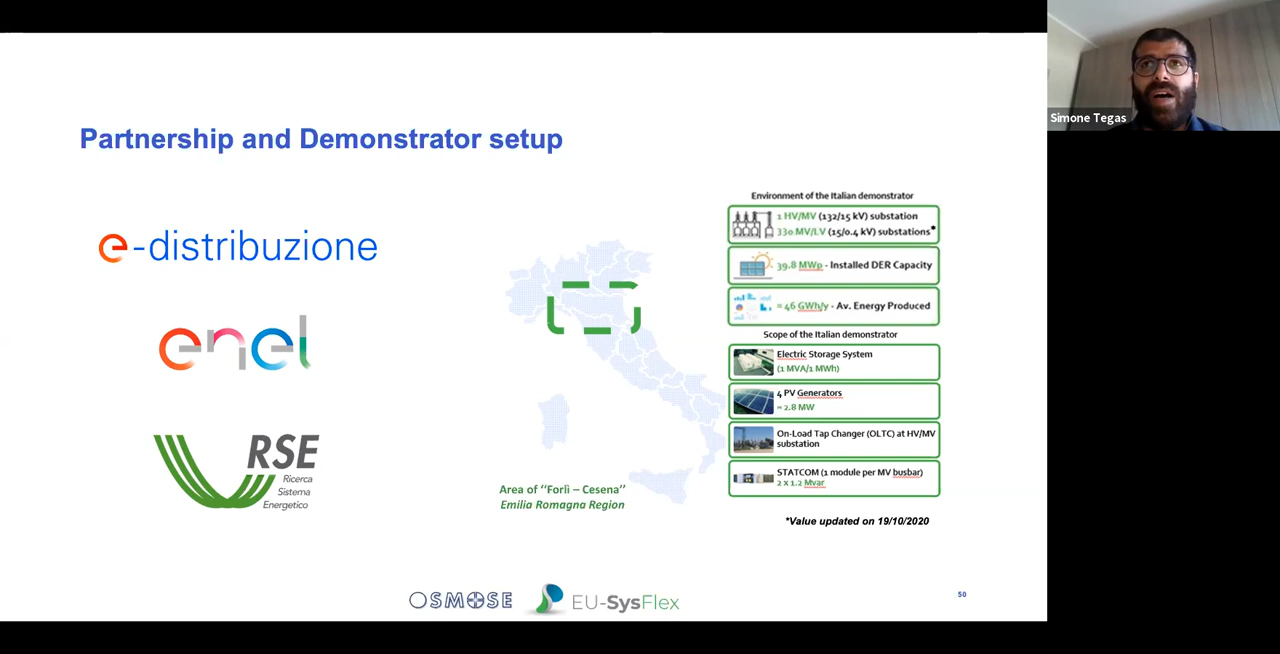 Simone Tegas
Partnership and Demonstrator setup
e-distribuzione
enel
RSE
Ricerca
Sistema
Energetico
Area of "Forlì – Cesena"
Emilia Romagna Region
Environment of the Italian demonstrator
1 HV/MV (132/15 kV) substation
330 MV/LV (15/0.4 kV) substations*
39.8 MWp - Installed DER Capacity
≈ 46 GWh/y - Av. Energy Produced
Scope of the Italian demonstrator
Electric Storage System
(1 MVA/1 MWh)
4 PV Generators
≈ 2.8 MW
On-Load Tap Changer (OLTC) at HV/MV
substation
STATCOM (1 module per MV busbar)
2 x 1.2 Mvar
*Value updated on 19/10/2020
OSMOSE
EU-SysFlex
50